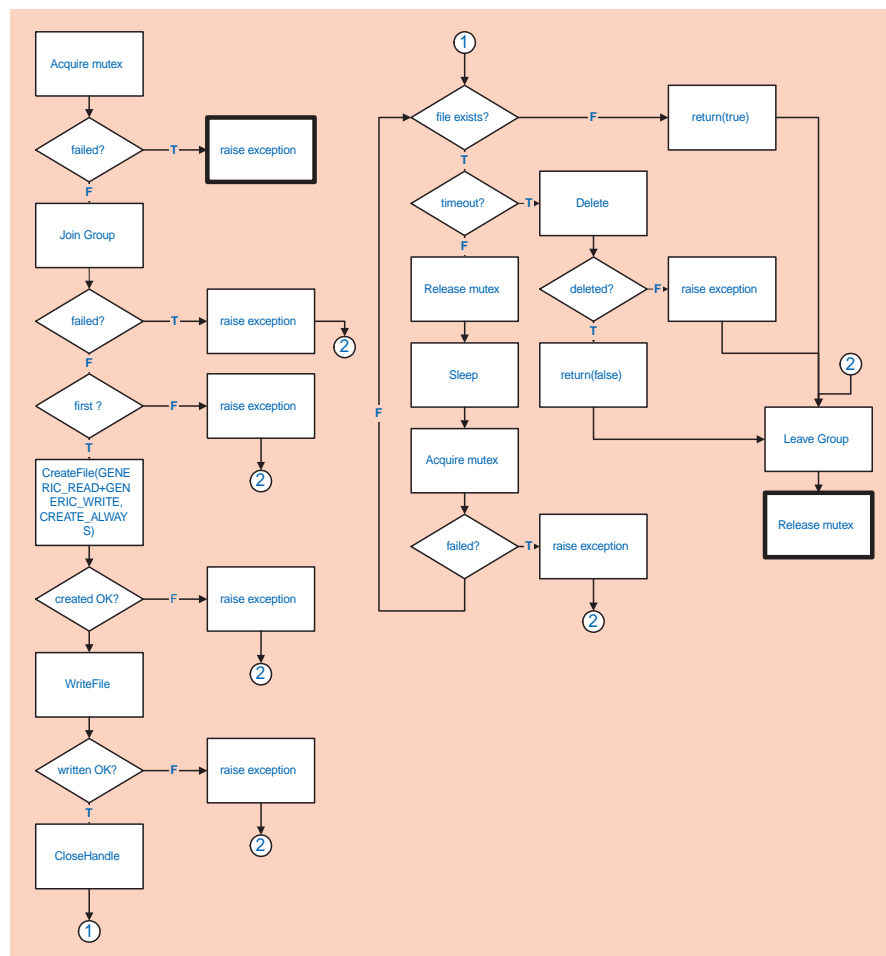 Acquire mutex
failed?
T
raise exception
F
Join Group
failed?
T
raise exception
2
F
first ?
F
raise exception
2
T
CreateFile(GENE
RIC_READ+GEN
ERIC_WRITE,
CREATE_ALWAY
S)
created OK?
F
raise exception
2
WriteFile
written OK?
F
raise exception
2
T
CloseHandle
1
1
file exists?
F
return(true)
T
timeout?
T
Delete
F
Release mutex
deleted?
F
raise exception
T
Sleep
return(false)
2
F
Acquire mutex
Leave Group
failed?
T
raise exception
2
Release mutex